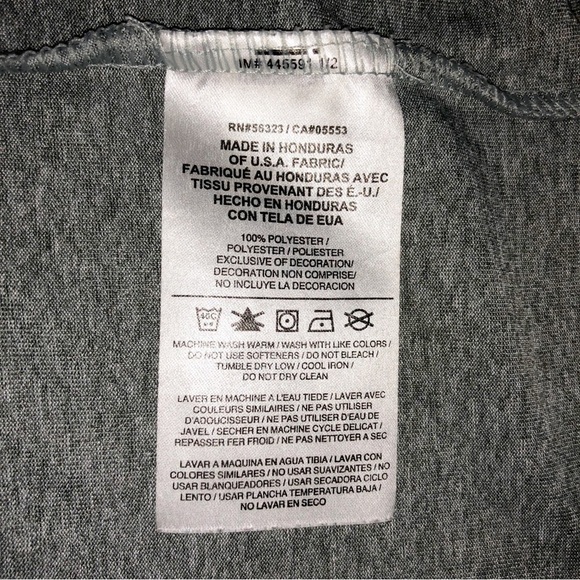 IM# 445591 1/2
RN#56323 / CA#05553
MADE IN HONDURAS
OF U.S.A. FABRIC/
FABRIQUÉ AU HONDURAS AVEC
TISSU PROVENANT DES É.-U./
HECHO EN HONDURAS
CON TELA DE EUA
100% POLYESTER /
POLYESTER / POLIESTER
EXCLUSIVE OF DECORATION/
DECORATION NON COMPRISE/
NO INCLUYE LA DECORACION
40C
MACHINE WASH WARM / WASH WITH LIKE COLORS /
DO NOT USE SOFTENERS / DO NOT BLEACH /
TUMBLE DRY LOW / COOL IRON /
DO NOT DRY CLEAN
LAVER EN MACHINE A L'EAU TIEDE / LAVER AVEC
COULEURS SIMILAIRES / NE PAS UTILISER
D'ADOUCISSEUR / NE PAS UTILISER D'EAU DE
JAVEL / SECHER EN MACHINE CYCLE DELICAT /
REPASSER FER FROID / NE PAS NETTOYER A SEC
LAVAR A MAQUINA EN AGUA TIBIA / LAVAR CON
COLORES SIMILARES / NO USAR SUAVIZANTES / NO
USAR BLANQUEADORES / USAR SECADORA CICLO
LENTO / USAR PLANCHA TEMPERATURA BAJA /
NO LAVAR EN SECO